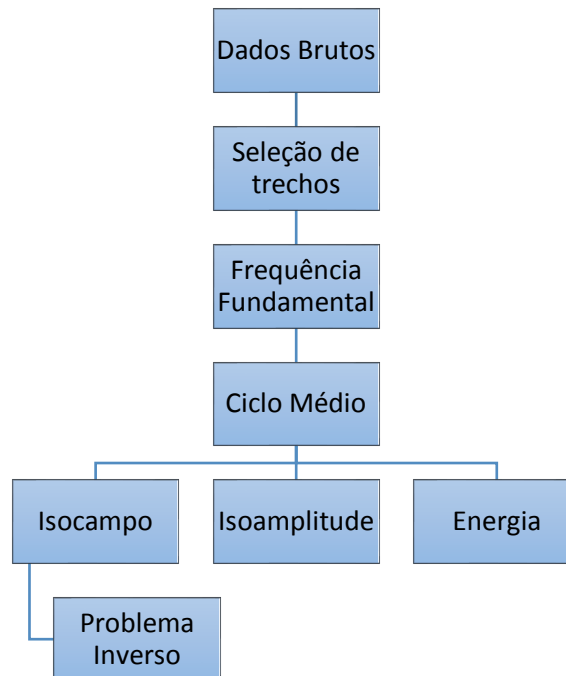 Dados Brutos
Seleção de
trechos
Frequência
Fundamental
Ciclo Médio
Isocampo
Isoamplitude
Energia
Problema
Inverso